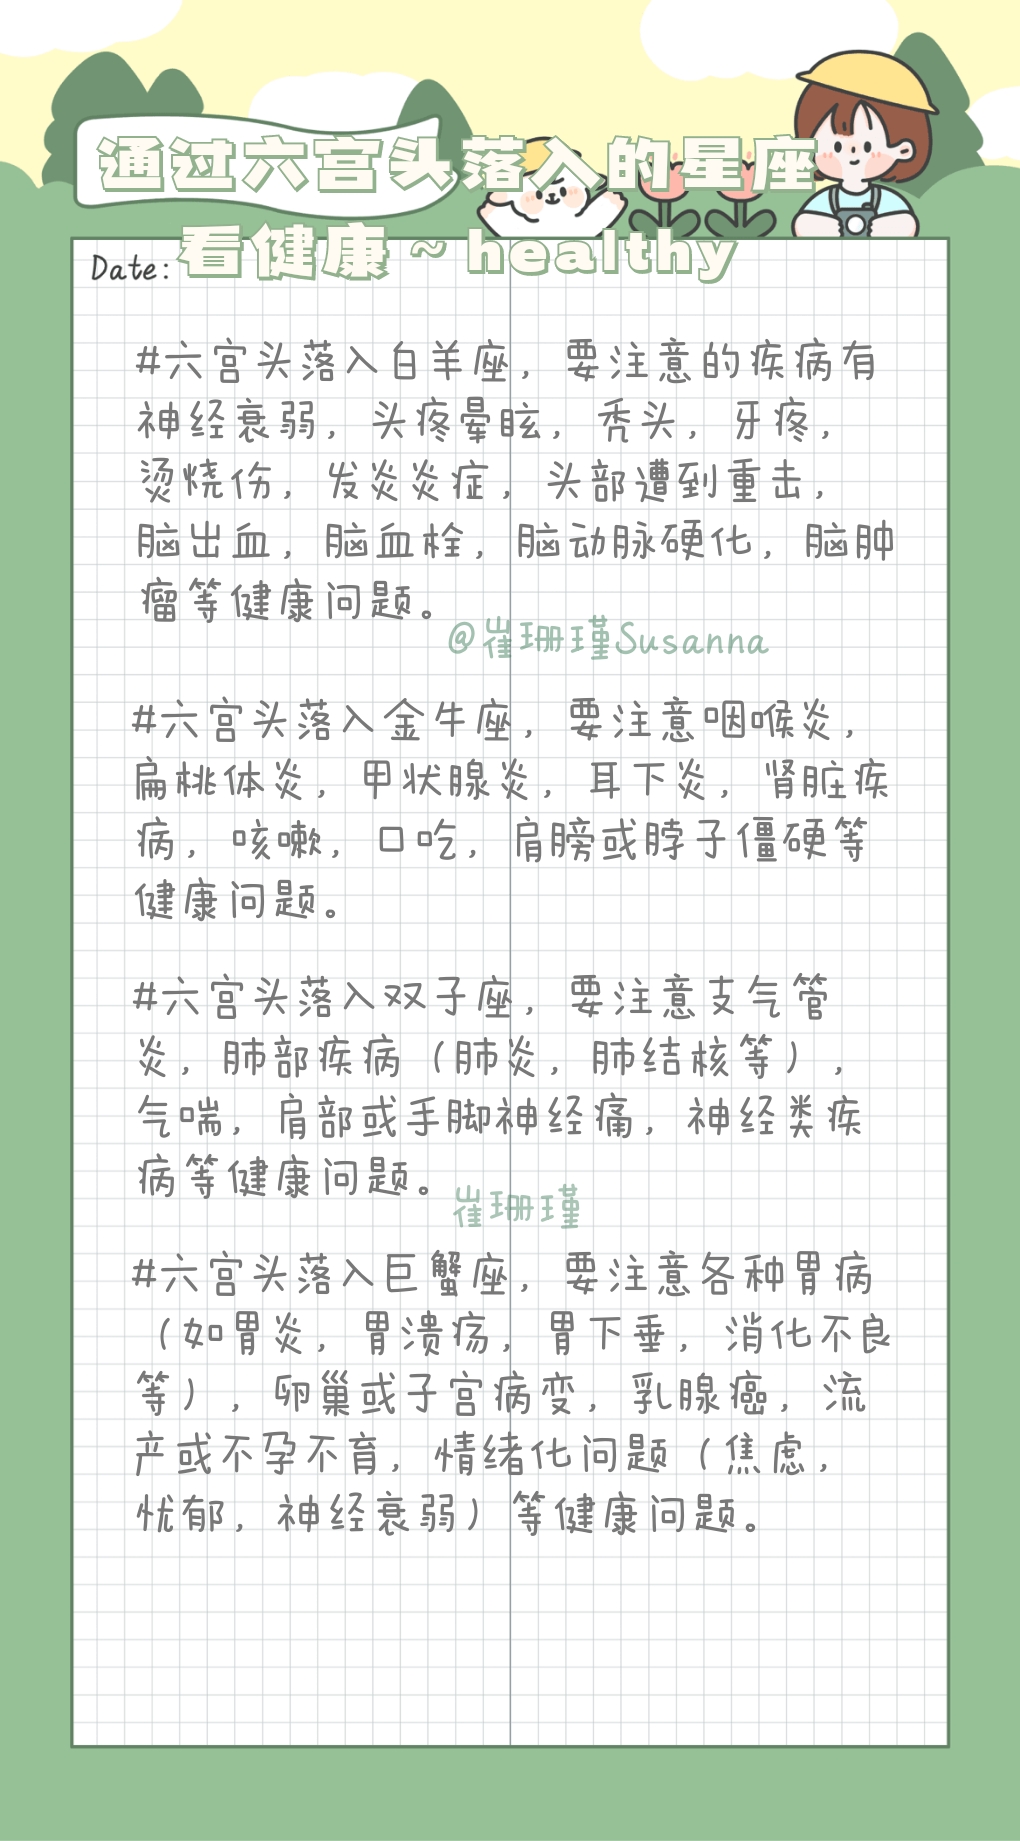 通过六宫头落入的星座
看健康～healthy
Date:
#六宫头落入白羊座，要注意的疾病有
神经衰弱，头疼晕眩，秃头，牙疼，
烫烧伤，发炎炎症，头部遭到重击，
脑出血，脑血栓，脑动脉硬化，脑肿
瘤等健康问题。
@崔珊瑾Susanna
#六宫头落入金牛座，要注意咽喉炎，
扁桃体炎，甲状腺炎，耳下炎，肾脏疾
病，咳嗽，口吃，肩膀或脖子僵硬等
健康问题。
#六宫头落入双子座，要注意支气管
炎，肺部疾病（肺炎，肺结核等），
气喘，肩部或手脚神经痛，神经类疾
病等健康问题。
崔珊瑾
#六宫头落入巨蟹座，要注意各种胃病
（如胃炎，胃溃疡，胃下垂，消化不良
等），卵巢或子宫病变，乳腺癌，流
产或不孕不育，情绪化问题（焦虑，
忧郁，神经衰弱）等健康问题。